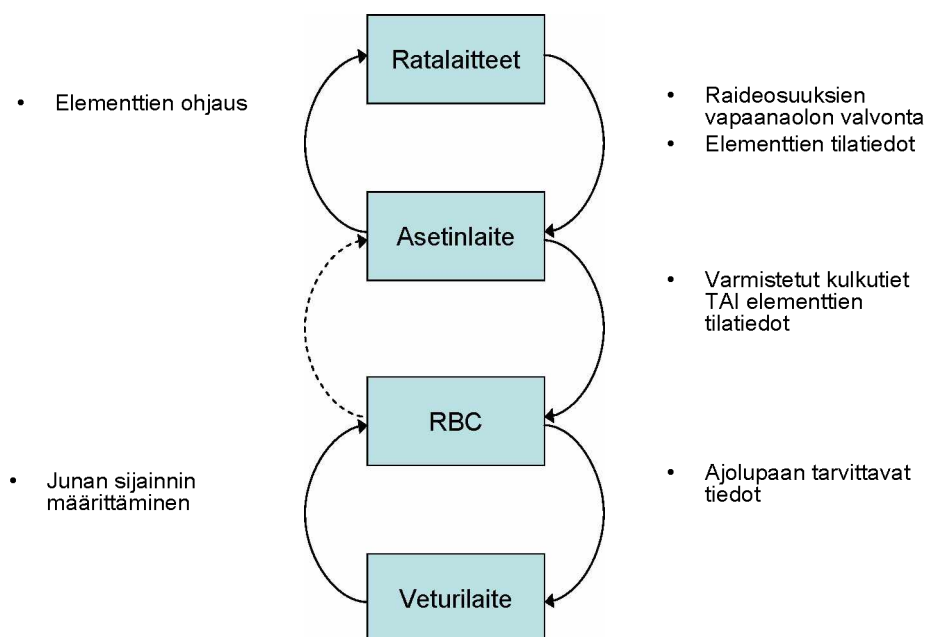 Ratalaitteet
• Elementtien ohjaus
• Raideosuuksien
vapaanaolon valvonta
• Elementtien tilatiedot
Asetinlaite
• Varmistetut kulkutiet
TAI elementtien
tilatiedot
RBC
• Junan sijainnin
määrittäminen
• Ajolupaan tarvittavat
tiedot
Veturilaite